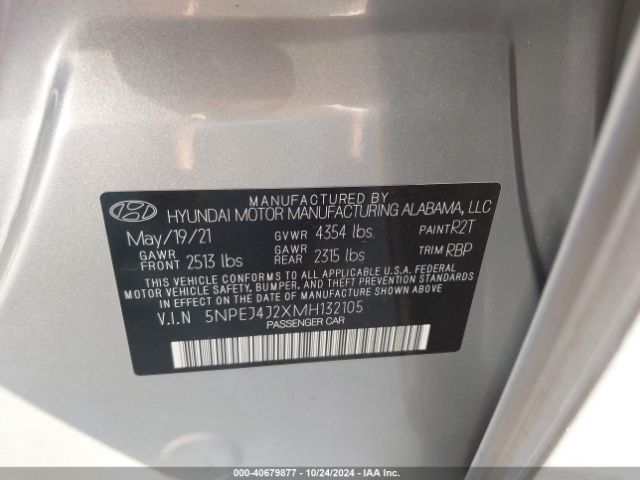 MANUFACTURED BY
HYUNDAI MOTOR MANUFACTURING ALABAMA, LLC
May/19/21 GVWR 4354 lbs PAINT R2T
GAWR FRONT 2513 lbs GAWR REAR 2315 lbs TRIM RBP
THIS VEHICLE CONFORMS TO ALL APPLICABLE U.S.A. FEDERAL
MOTOR VEHICLE SAFETY, BUMPER, AND THEFT PREVENTION STANDARDS
IN EFFECT ON THE DATE OF MANUFACTURE SHOWN ABOVE.
V.I.N 5NPEJ4J2XMH132105
PASSENGER CAR
000-40679877 - 10/24/2024 - IAA Inc.